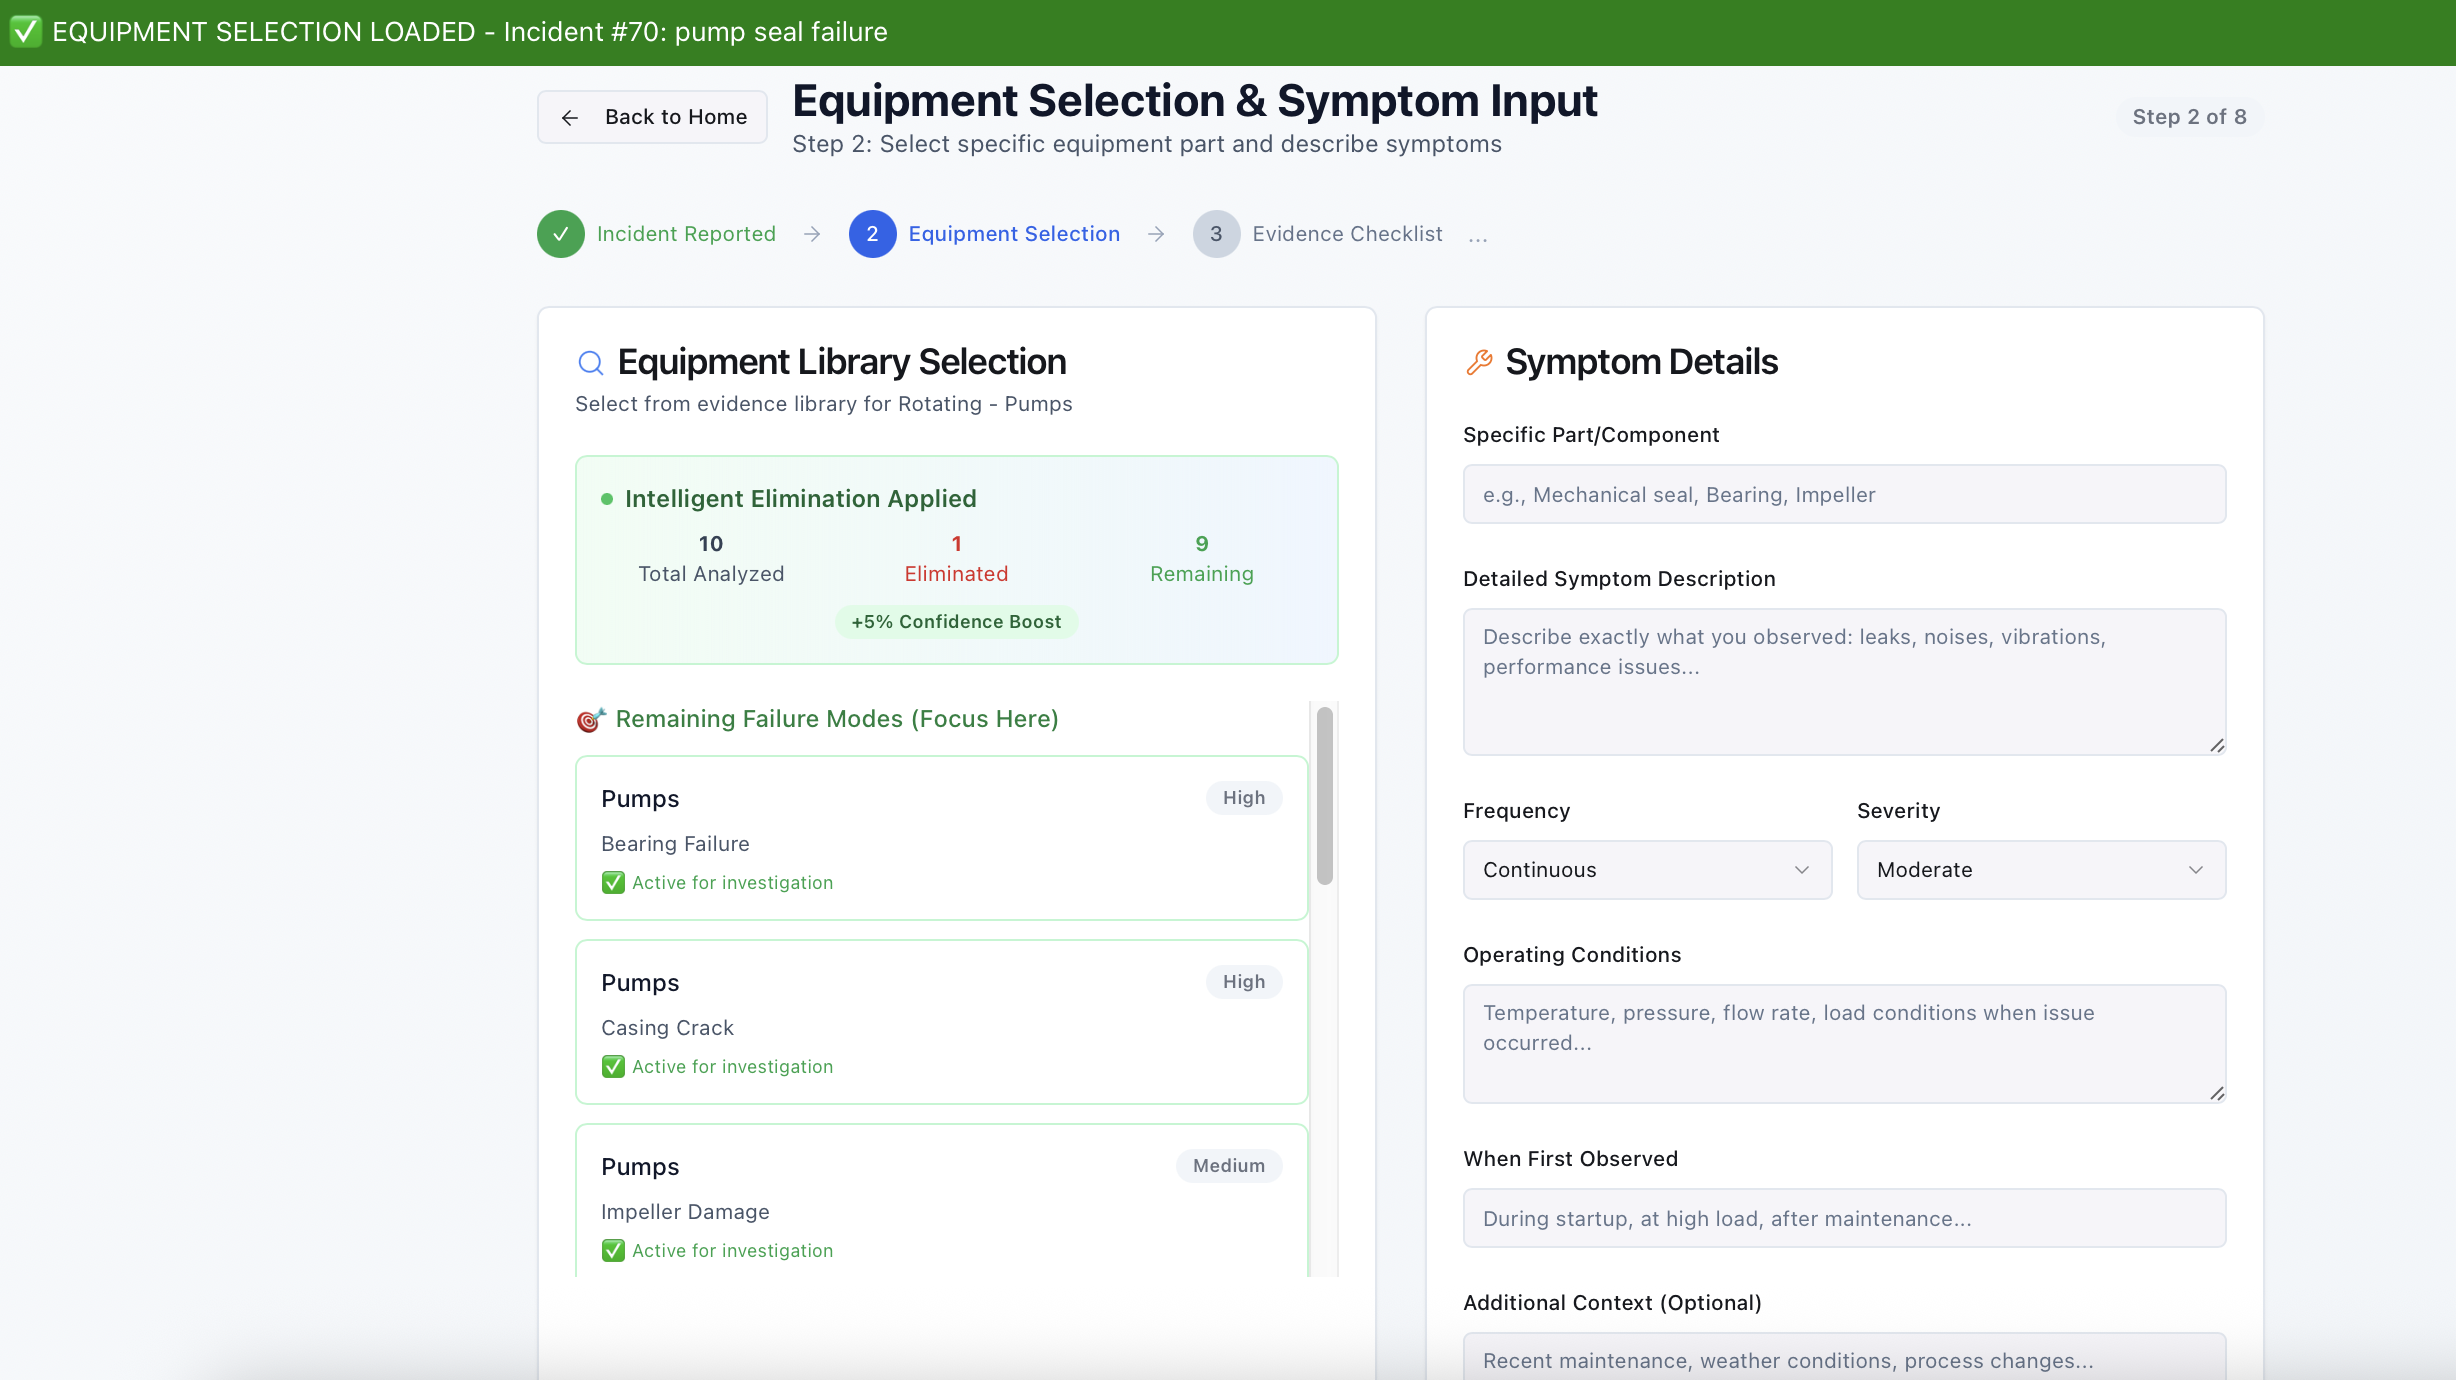 ✅ EQUIPMENT SELECTION LOADED - Incident #70: pump seal failure
← Back to Home
Equipment Selection & Symptom Input
Step 2: Select specific equipment part and describe symptoms
Step 2 of 8
✓ Incident Reported → 2 Equipment Selection → 3 Evidence Checklist ...
Equipment Library Selection
Select from evidence library for Rotating - Pumps
Intelligent Elimination Applied
10 1 9
Total Analyzed Eliminated Remaining
+5% Confidence Boost
🎯 Remaining Failure Modes (Focus Here)
Pumps High
Bearing Failure
✅ Active for investigation
Pumps High
Casing Crack
✅ Active for investigation
Pumps Medium
Impeller Damage
✅ Active for investigation
Symptom Details
Specific Part/Component
e.g., Mechanical seal, Bearing, Impeller
Detailed Symptom Description
Describe exactly what you observed: leaks, noises, vibrations,
performance issues...
Frequency Severity
Continuous Moderate
Operating Conditions
Temperature, pressure, flow rate, load conditions when issue
occurred...
When First Observed
During startup, at high load, after maintenance...
Additional Context (Optional)
Recent maintenance, weather conditions, process changes...